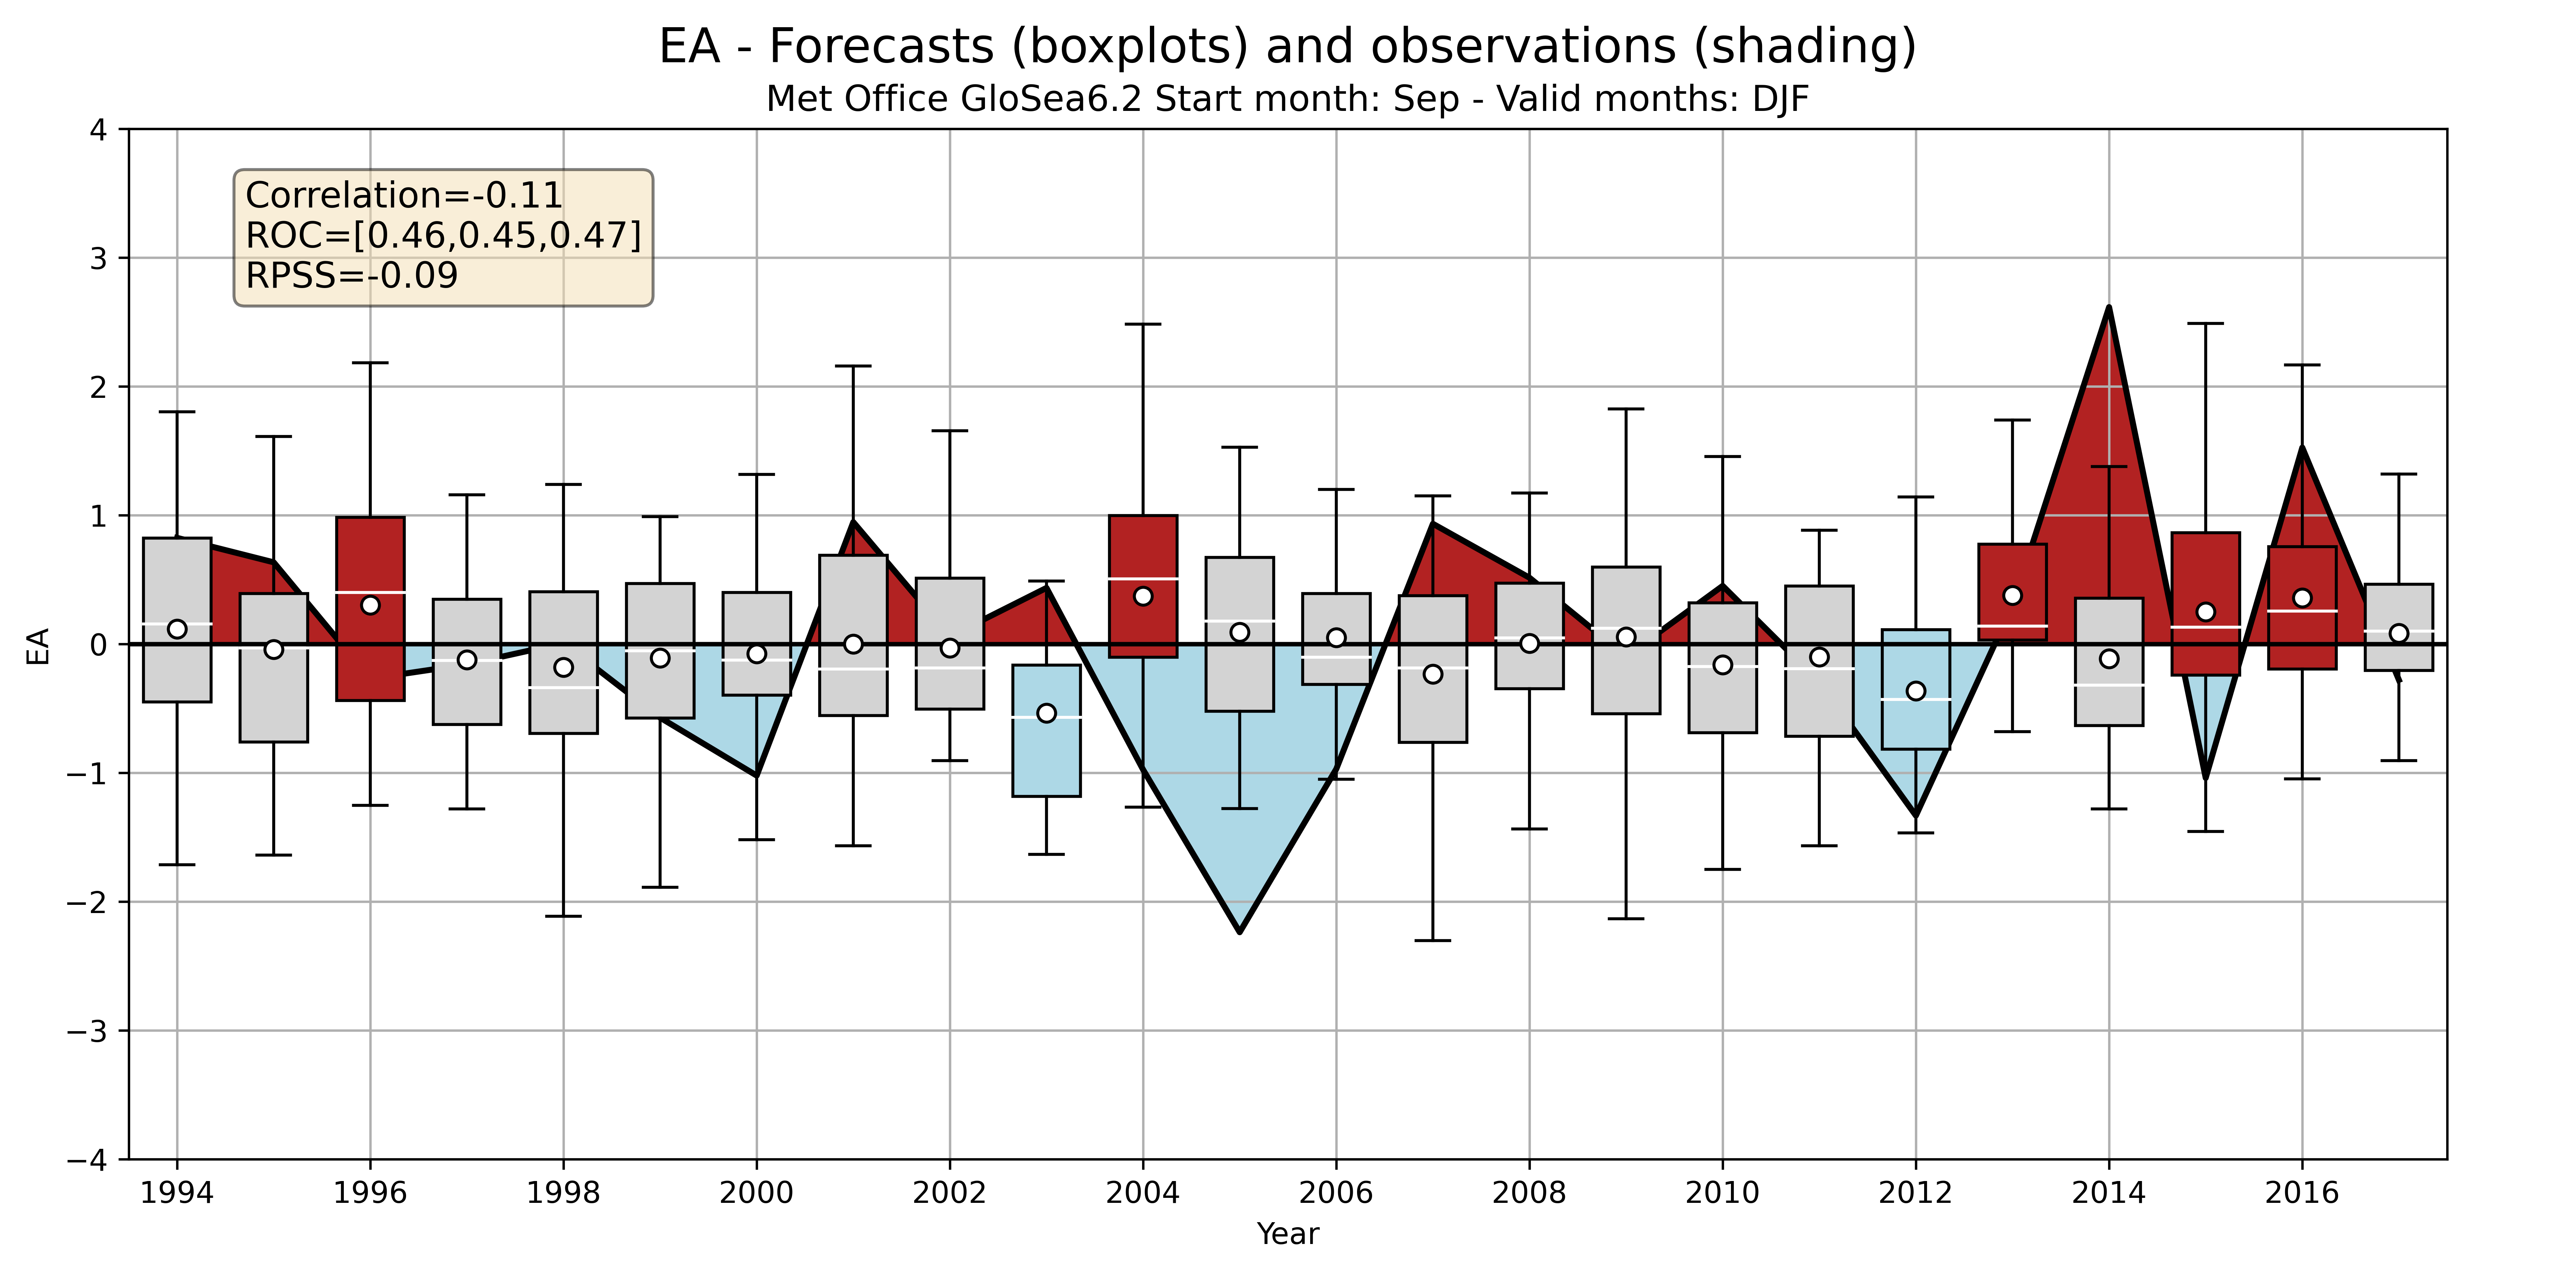 EA - Forecasts (boxplots) and observations (shading)
Met Office GloSea6.2 Start month: Sep - Valid months: DJF
Correlation=-0.11
ROC=[0.46,0.45,0.47]
RPSS=-0.09
EA
4
3
2
1
0
−1
−2
−3
−4
1994 1996 1998 2000 2002 2004 2006 2008 2010 2012 2014 2016
Year